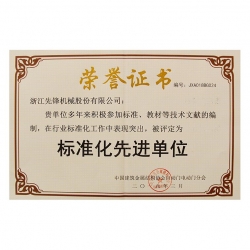 荣誉证书
浙江先锋机械股份有限公司：
贵单位多年来积极参加标准、教材等技术文献的编
制，在行业标准化工作中表现突出，被评定为
标准化先进单位